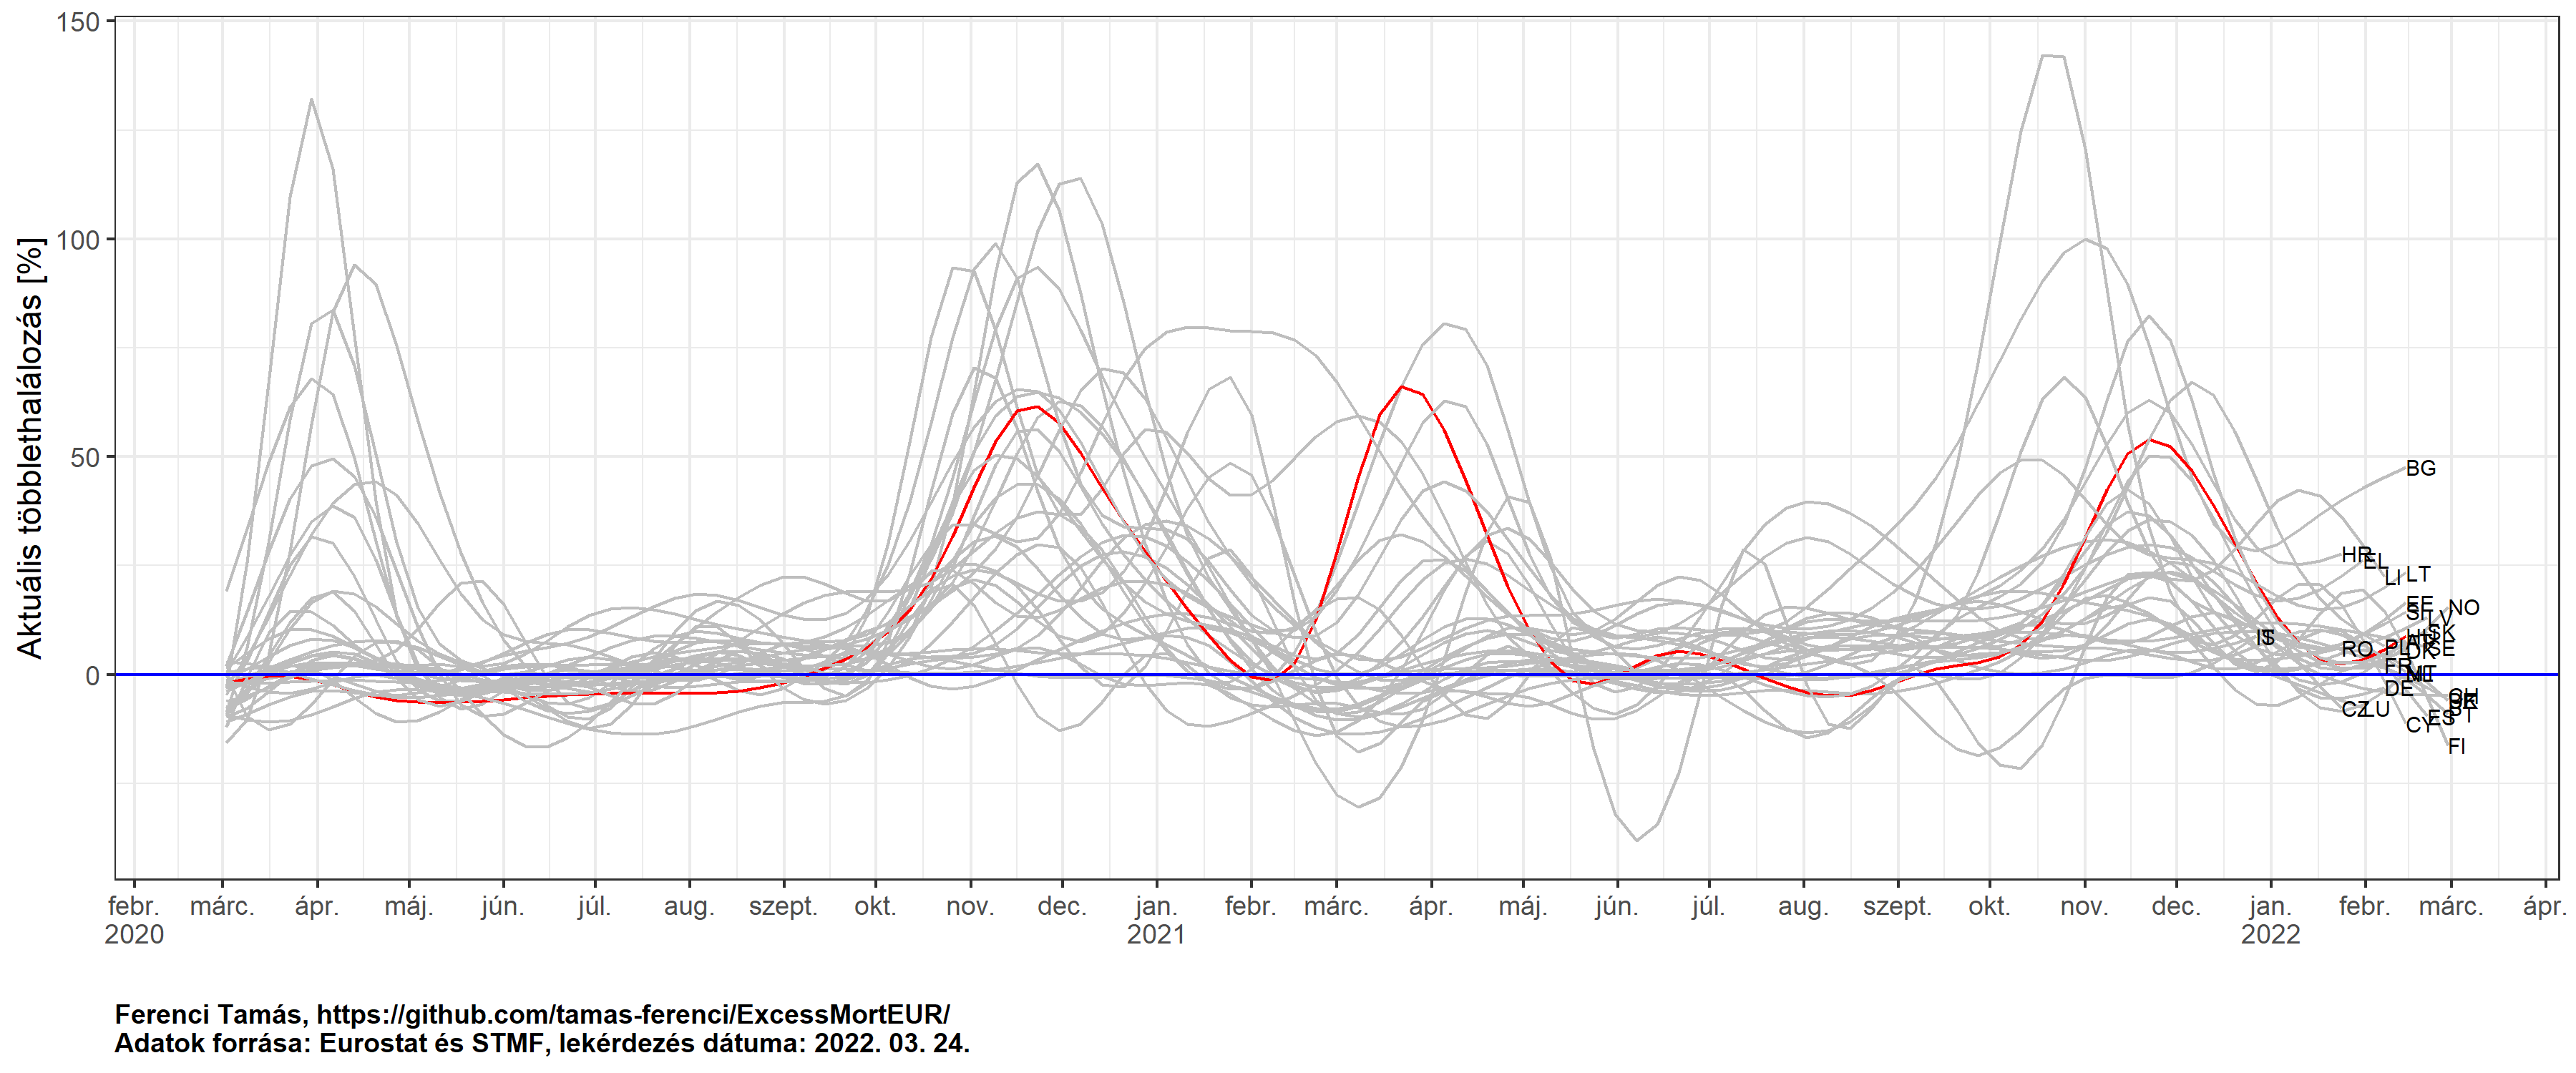 Aktuális többlethalálozás [%]
150
100
50
0
BG
HR
EL
LI
LT
EE
SI
LV
NO
IS
SK
RO
PL
SE
DK
FR
DE
CH
CZ
LU
CY
ES
PT
FI
febr. márc. ápr. máj. jún. júl. aug. szept. okt. nov. dec. jan. febr. márc. ápr. máj. jún. júl. aug. szept. okt. nov. dec. jan. febr. márc. ápr.
2020 2021 2022
Ferenci Tamás, https://github.com/tamas-ferenci/ExcessMortEUR/
Adatok forrása: Eurostat és STMF, lekérdezés dátuma: 2022. 03. 24.